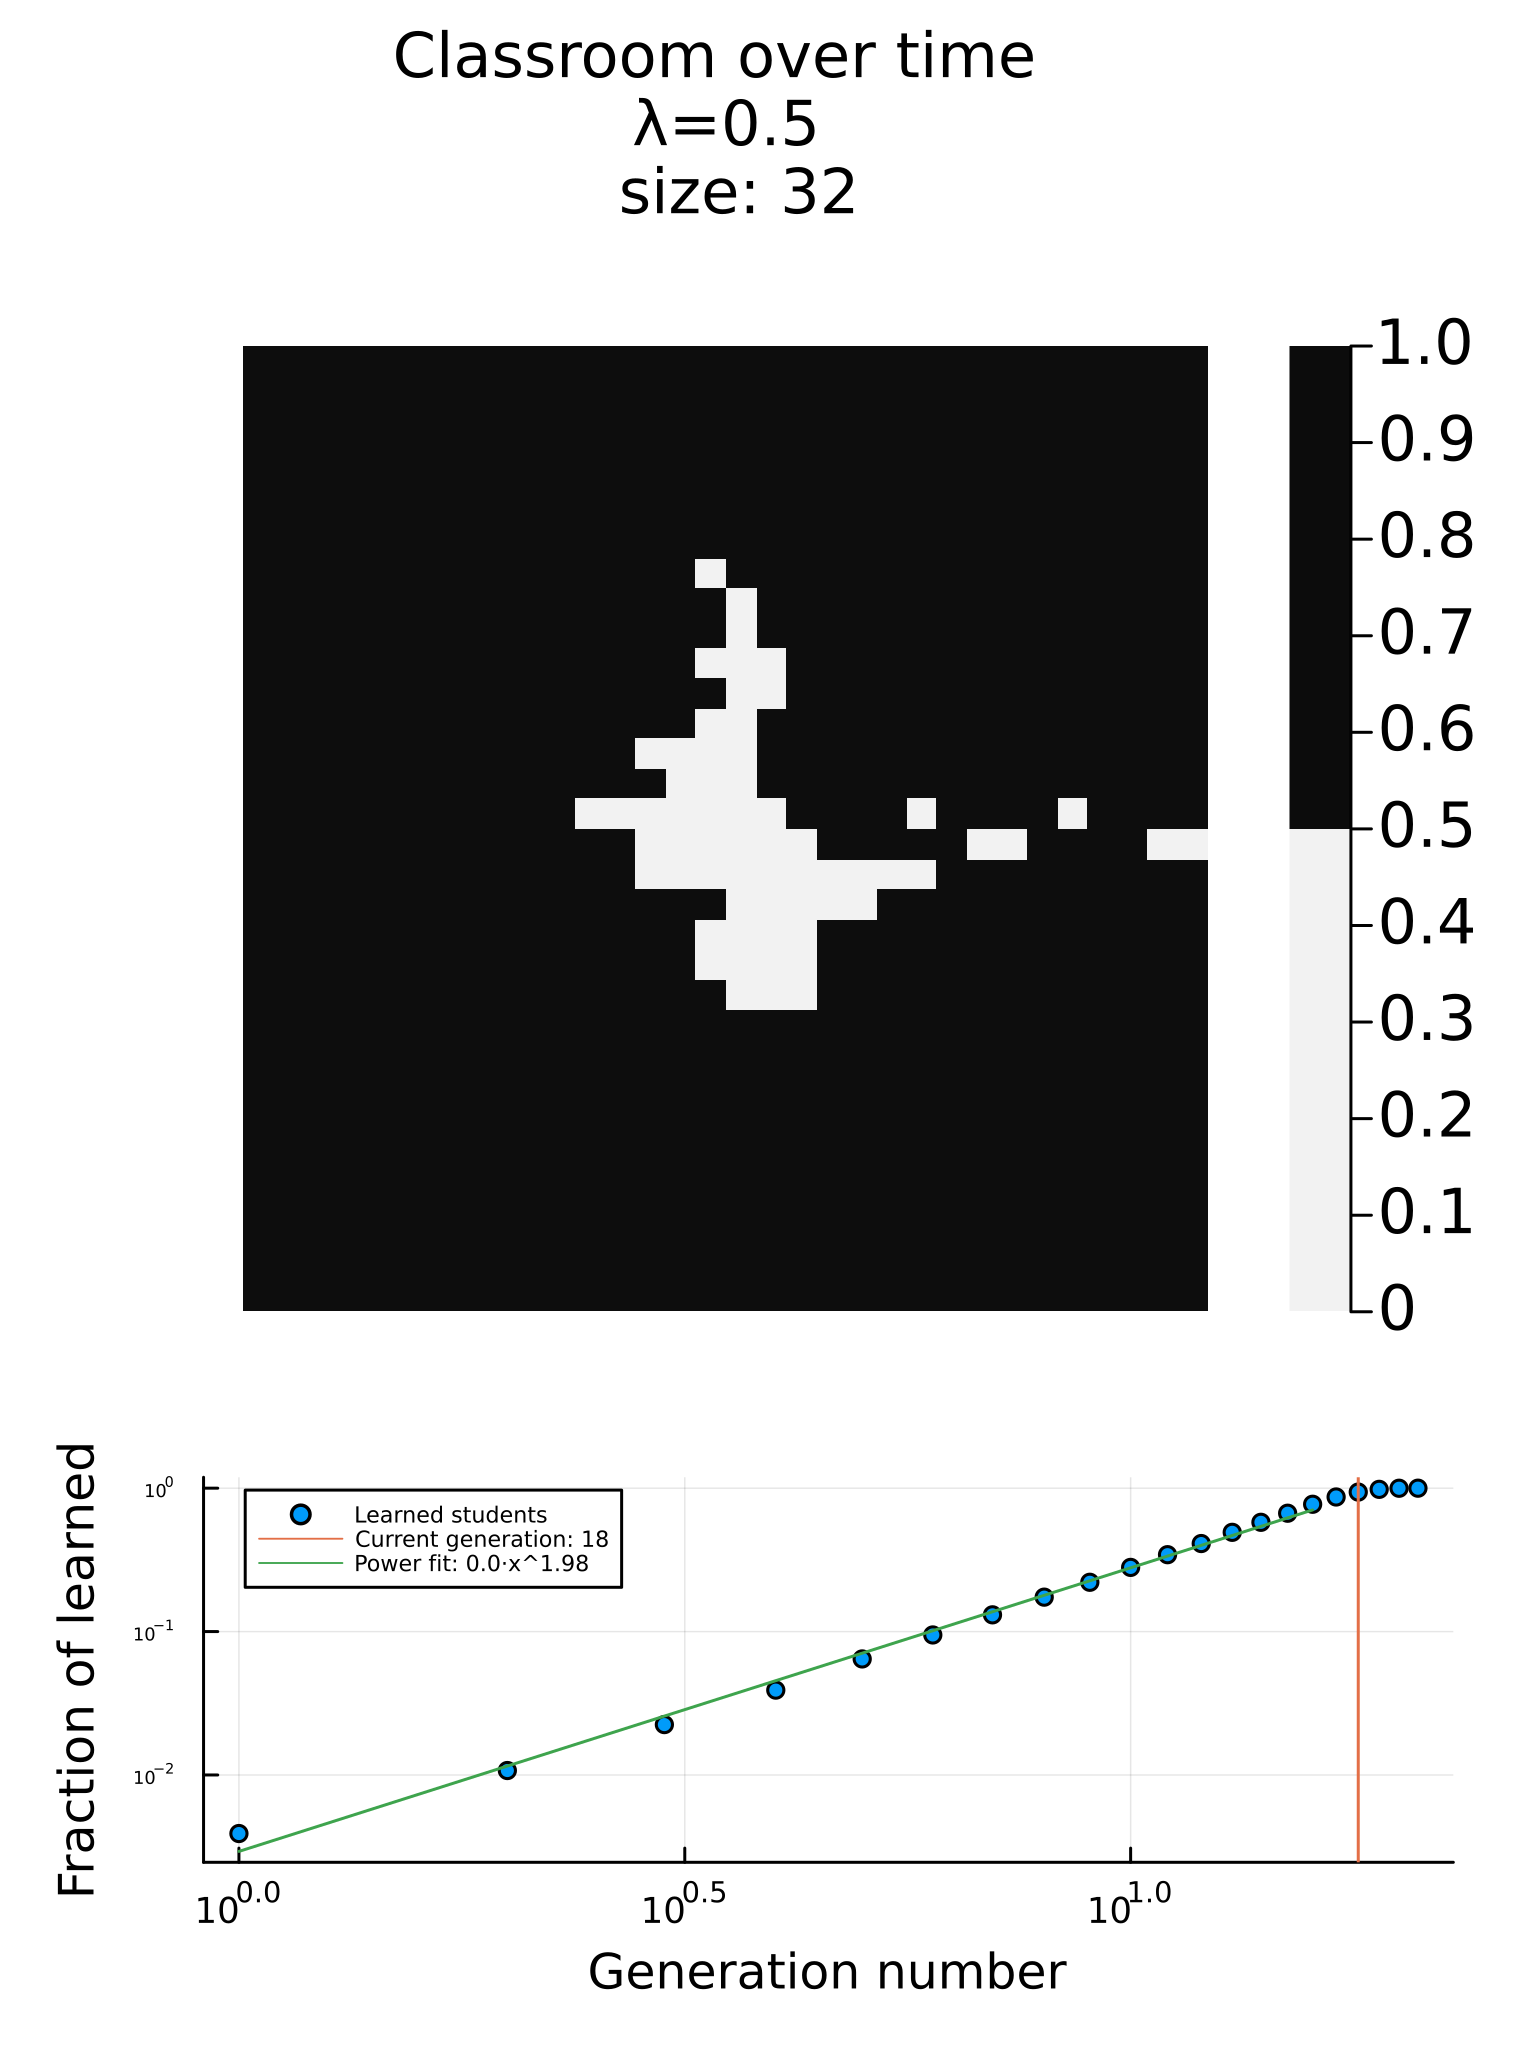 Classroom over time
λ=0.5
size: 32
1.0
0.9
0.8
0.7
0.6
0.5
0.4
0.3
0.2
0.1
0
Fraction of learned
10^0
10^−1
10^−2
Learned students
Current generation: 18
Power fit: 0.0·x^1.98
10^0.0
10^0.5
10^1.0
Generation number